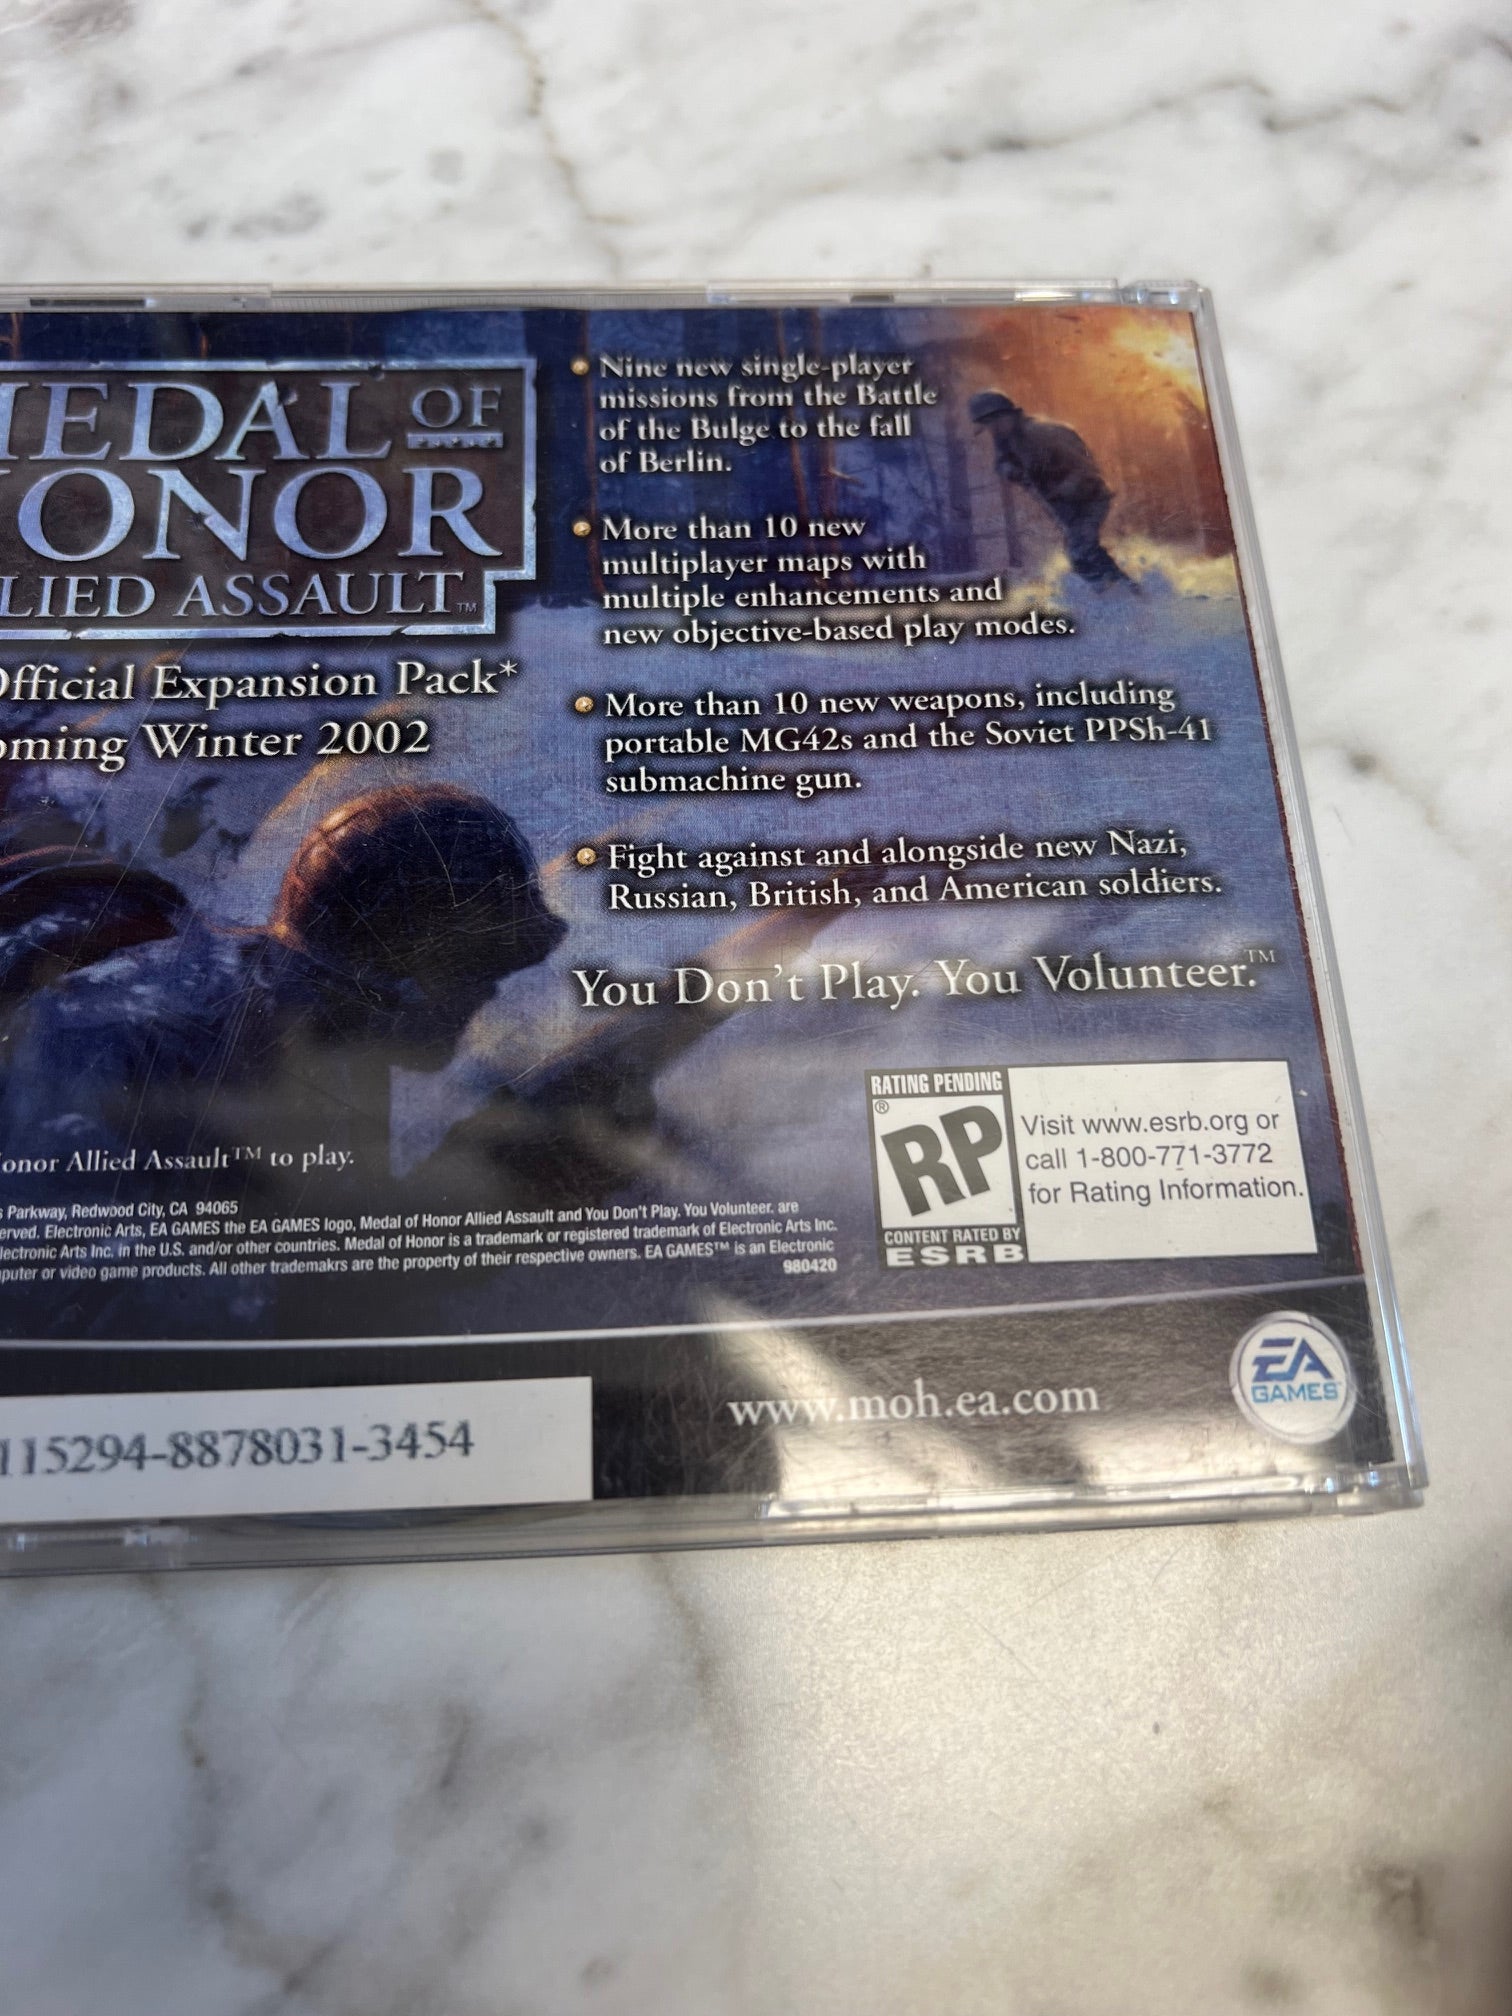 MEDAL OF
HONOR
ALLIED ASSAULT™
Official Expansion Pack*
Coming Winter 2002
Nine new single-player
missions from the Battle
of the Bulge to the fall
of Berlin.
More than 10 new
multiplayer maps with
multiple enhancements and
new objective-based play modes.
More than 10 new weapons, including
portable MG42s and the Soviet PPSh-41
submachine gun.
Fight against and alongside new Nazi,
Russian, British, and American soldiers.
You Don't Play. You Volunteer.™
RATING PENDING
®
RP
CONTENT RATED BY
ESRB
Visit www.esrb.org or
call 1-800-771-3772
for Rating Information.
onor Allied Assault™ to play.
s Parkway, Redwood City, CA 94065
erved. Electronic Arts, EA GAMES the EA GAMES logo, Medal of Honor Allied Assault and You Don't Play. You Volunteer. are
lectronic Arts Inc. in the U.S. and/or other countries. Medal of Honor is a trademark or registered trademark of Electronic Arts Inc.
puter or video game products. All other trademakrs are the property of their respective owners. EA GAMES™ is an Electronic
980420
115294-8878031-3454
www.moh.ea.com
EA
GAMES™